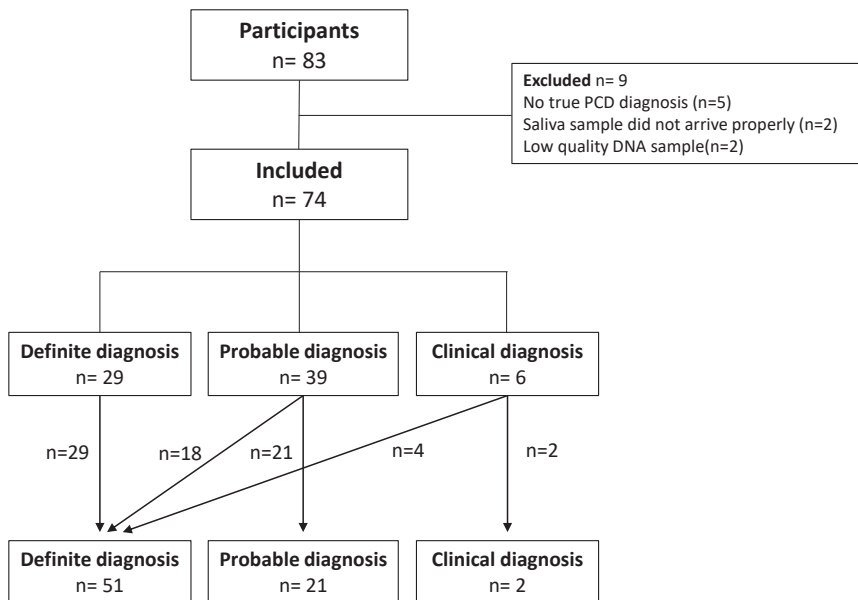 Participants
n= 83
Excluded n= 9
No true PCD diagnosis (n=5)
Saliva sample did not arrive properly (n=2)
Low quality DNA sample(n=2)
Included
n= 74
Definite diagnosis
n= 29
Probable diagnosis
n= 39
Clinical diagnosis
n= 6
n=29
n=18
n=21
n=4
n=2
Definite diagnosis
n= 51
Probable diagnosis
n= 21
Clinical diagnosis
n= 2